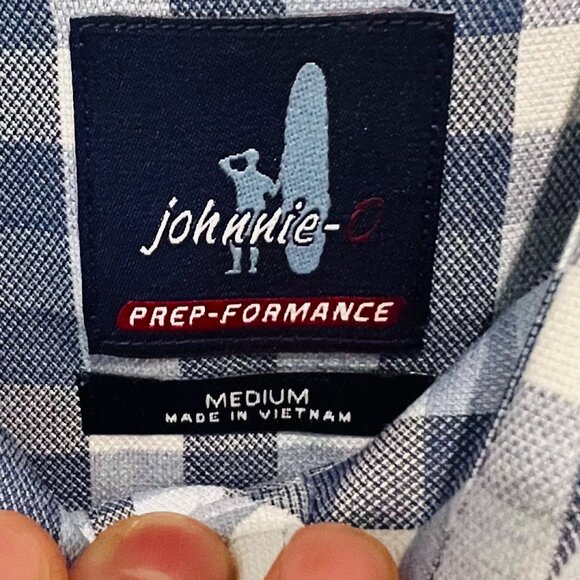 johnnie-O
PREP-FORMANCE
MEDIUM
MADE IN VIETNAM